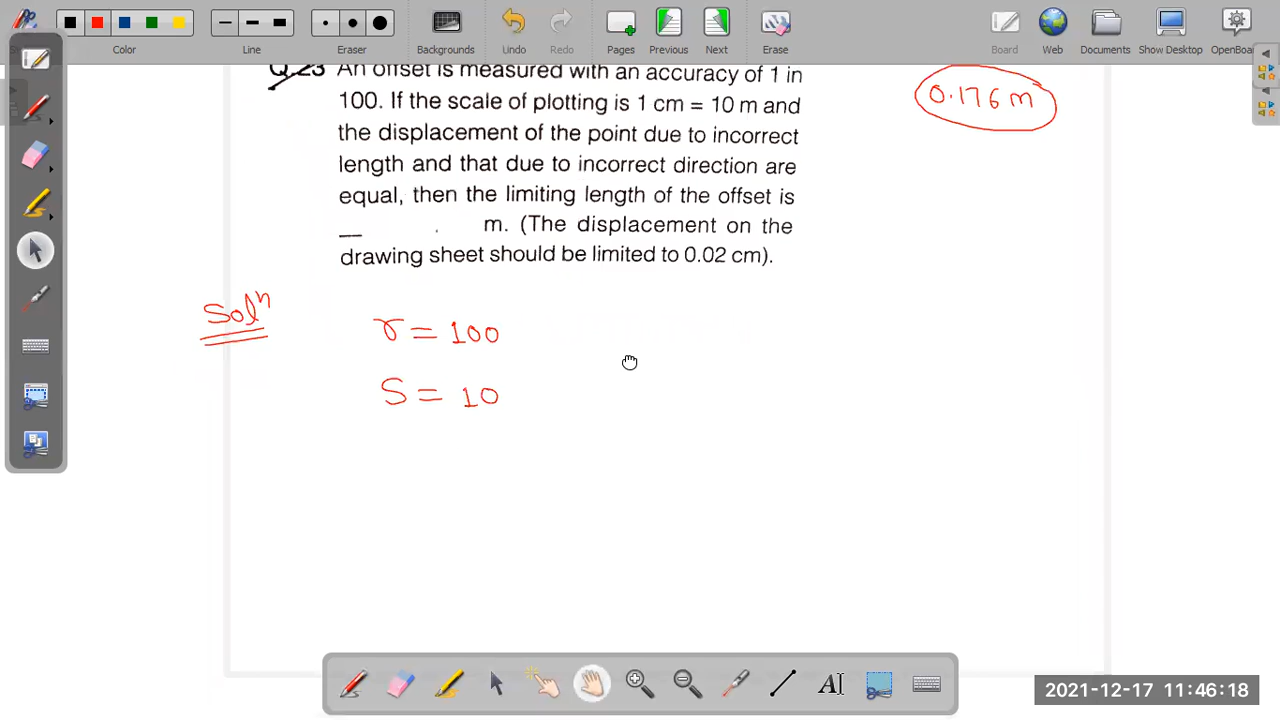 Color
Line
Eraser
Backgrounds
Undo
Redo
Pages
Previous
Next
Erase
Board
Web
Documents
Show Desktop
OpenBoa
Q.23 An offset is measured with an accuracy of 1 in
100. If the scale of plotting is 1 cm = 10 m and
the displacement of the point due to incorrect
length and that due to incorrect direction are
equal, then the limiting length of the offset is
__ m. (The displacement on the
drawing sheet should be limited to 0.02 cm).
0.176 m
Solⁿ
r = 100
S = 10
2021-12-17 11:46:18